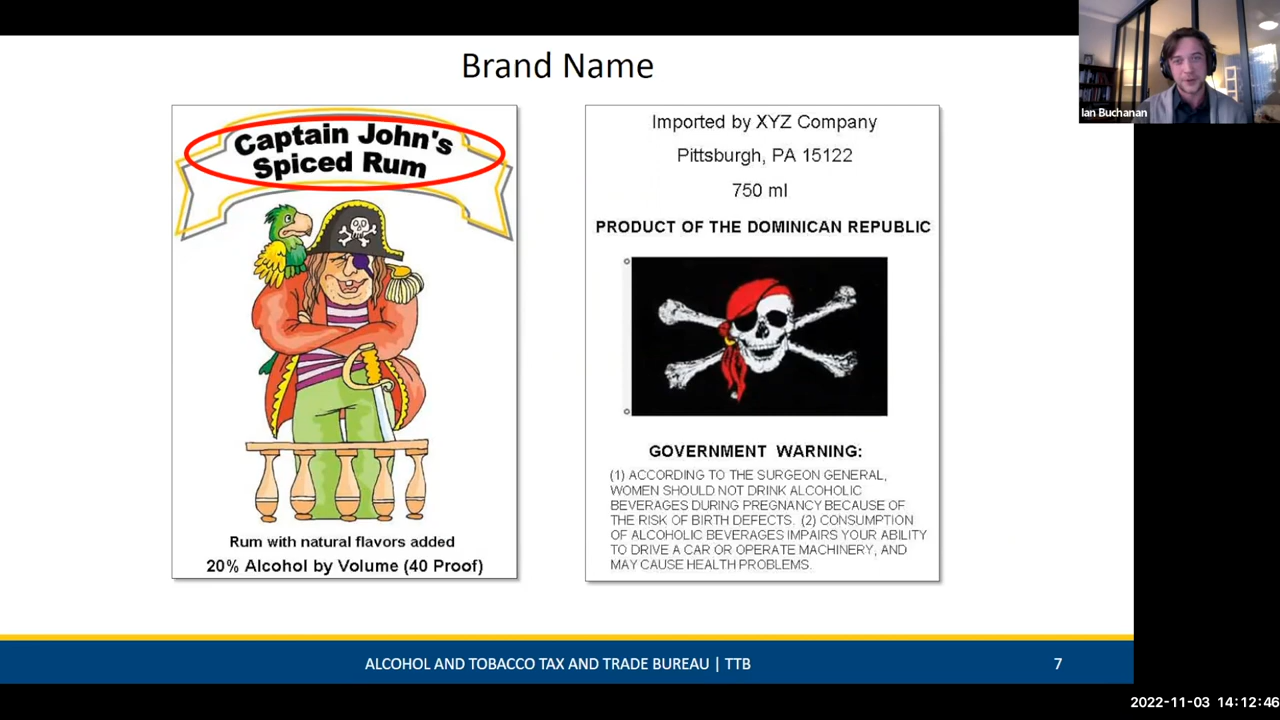 Brand Name
Captain John's
Spiced Rum
Rum with natural flavors added
20% Alcohol by Volume (40 Proof)
Imported by XYZ Company
Pittsburgh, PA 15122
750 ml
PRODUCT OF THE DOMINICAN REPUBLIC
GOVERNMENT WARNING:
(1) ACCORDING TO THE SURGEON GENERAL,
WOMEN SHOULD NOT DRINK ALCOHOLIC
BEVERAGES DURING PREGNANCY BECAUSE OF
THE RISK OF BIRTH DEFECTS. (2) CONSUMPTION
OF ALCOHOLIC BEVERAGES IMPAIRS YOUR ABILITY
TO DRIVE A CAR OR OPERATE MACHINERY, AND
MAY CAUSE HEALTH PROBLEMS.
Ian Buchanan
ALCOHOL AND TOBACCO TAX AND TRADE BUREAU | TTB
7
2022-11-03 14:12:46